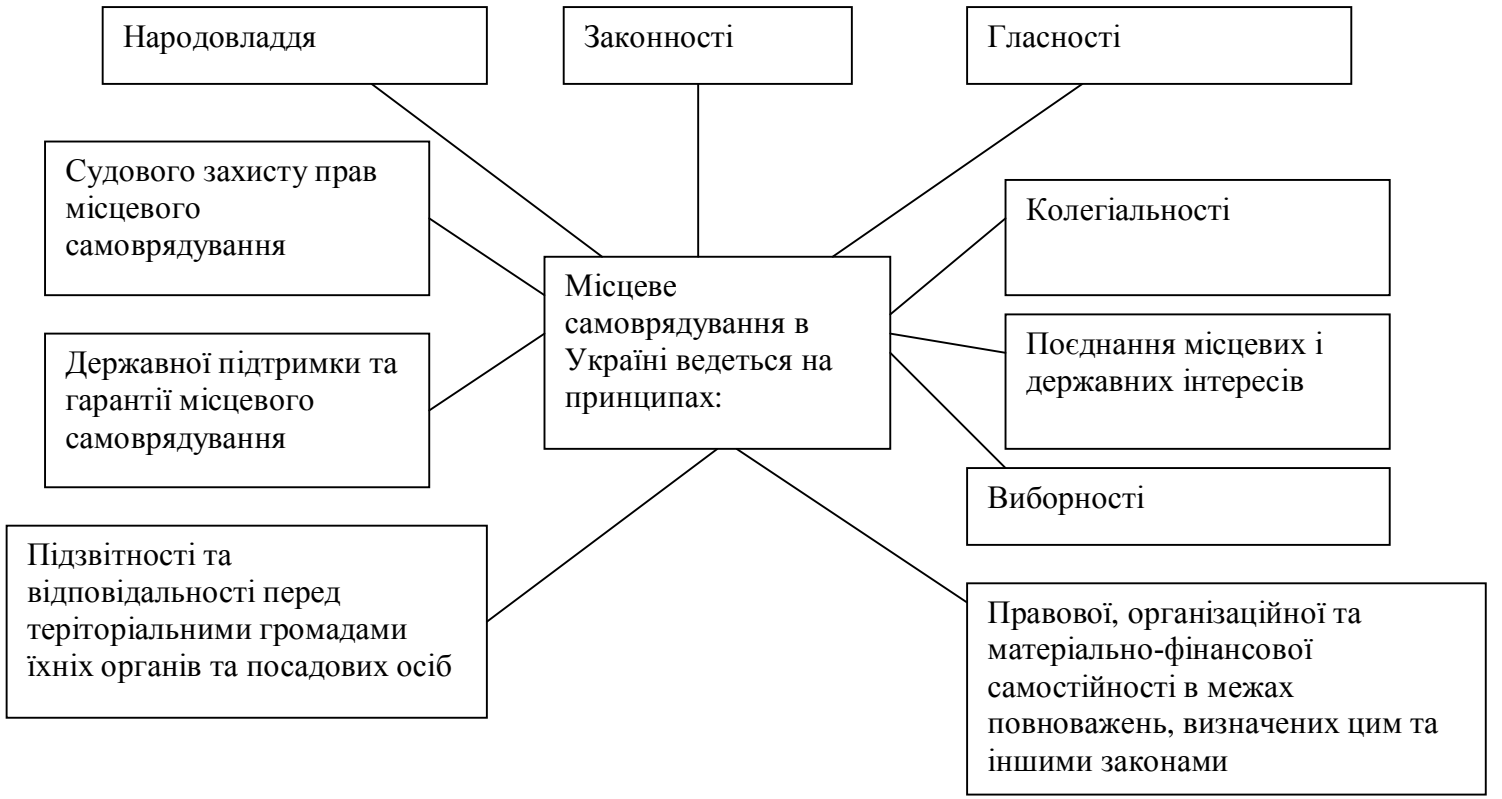 Народовладдя
Законності
Гласності
Судового захисту прав
місцевого
самоврядування
Колегіальності
Місцеве
самоврядування в
Україні ведеться на
принципах:
Державної підтримки та
гарантії місцевого
самоврядування
Поєднання місцевих і
державних інтересів
Виборності
Підзвітності та
відповідальності перед
теріторіальними громадами
їхніх органів та посадових осіб
Правової, організаційної та
матеріально-фінансової
самостійності в межах
повноважень, визначених цим та
іншими законами